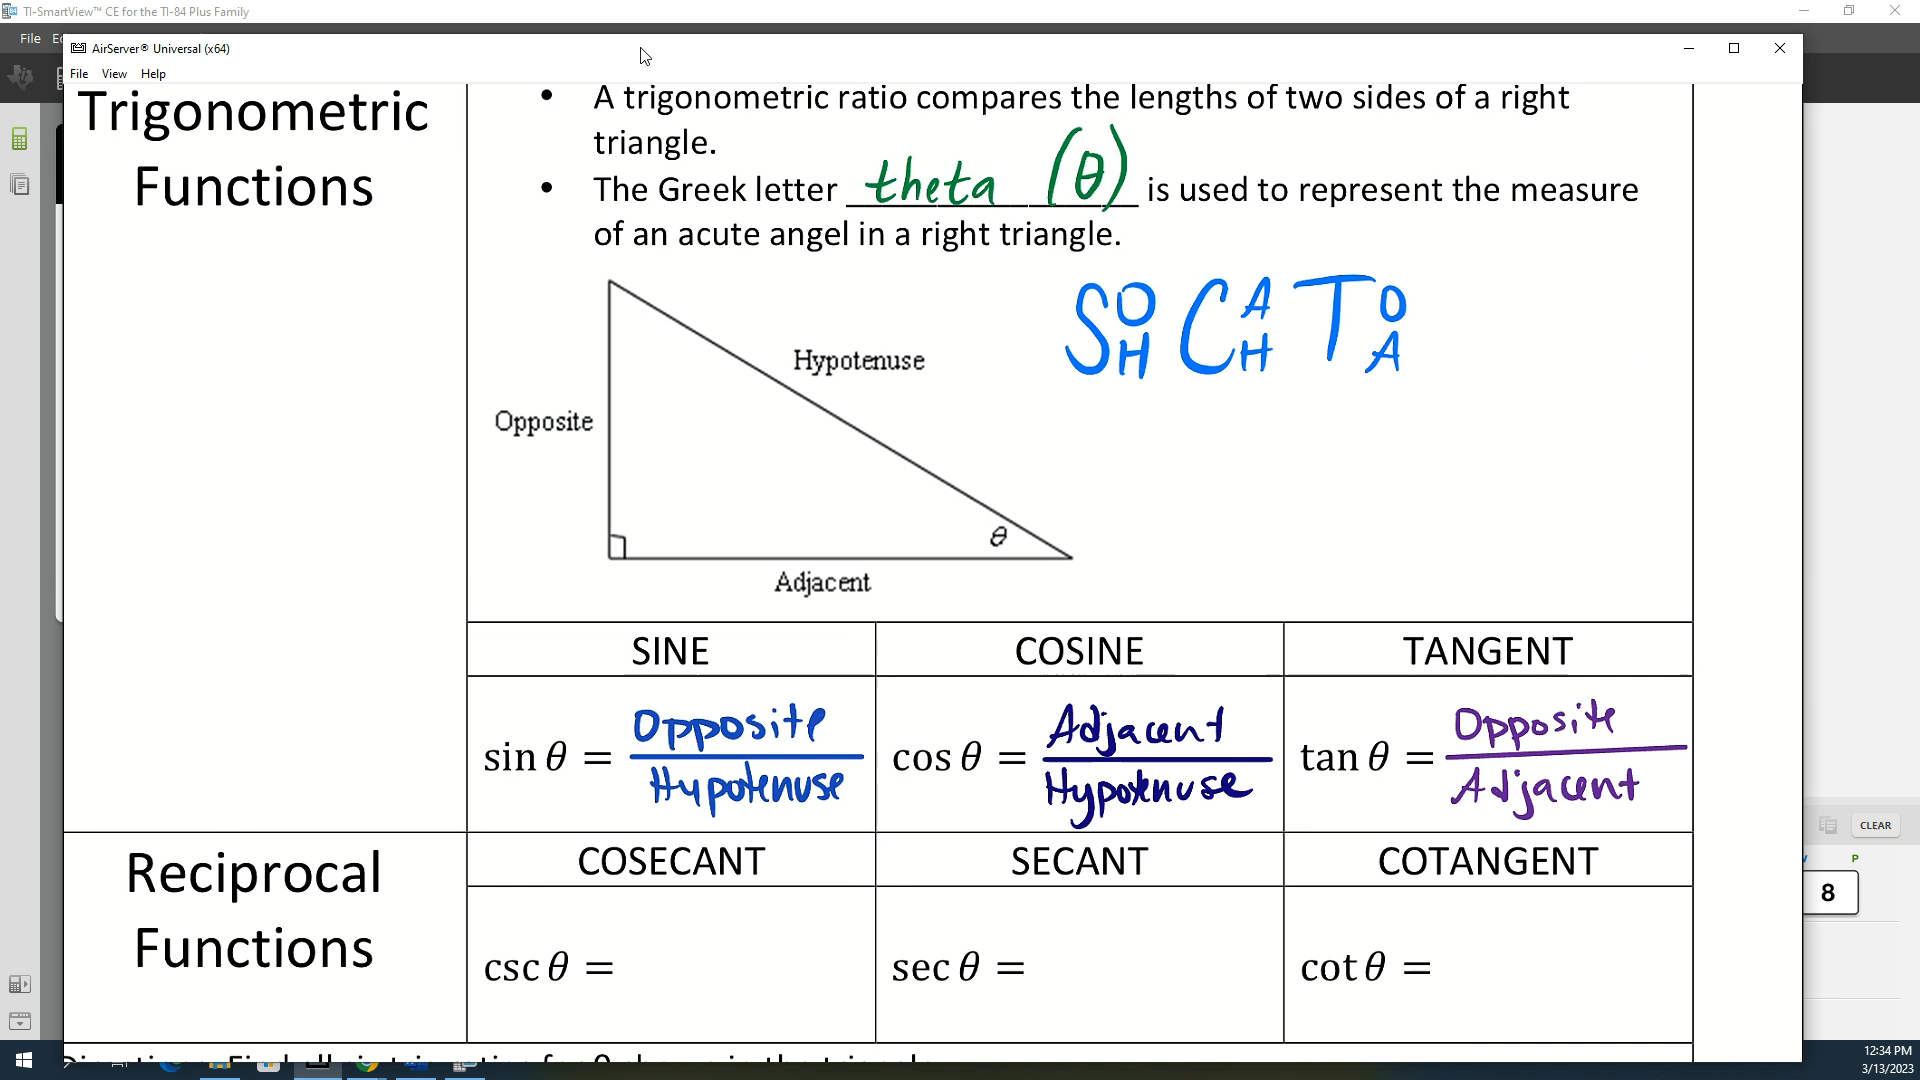 TI-SmartView™ CE for the TI-84 Plus Family
File
AirServer® Universal (x64)
File View Help
Trigonometric
Functions
• A trigonometric ratio compares the lengths of two sides of a right
triangle.
• The Greek letter theta (θ) is used to represent the measure
of an acute angel in a right triangle.
S O H C A H T O A
Hypotenuse
Opposite
θ
Adjacent
SINE COSINE TANGENT
sin θ = Opposite / Hypotenuse cos θ = Adjacent / Hypotenuse tan θ = Opposite / Adjacent
Reciprocal
Functions
COSECANT SECANT COTANGENT
csc θ = sec θ = cot θ =
CLEAR
P
8
12:34 PM
3/13/2023